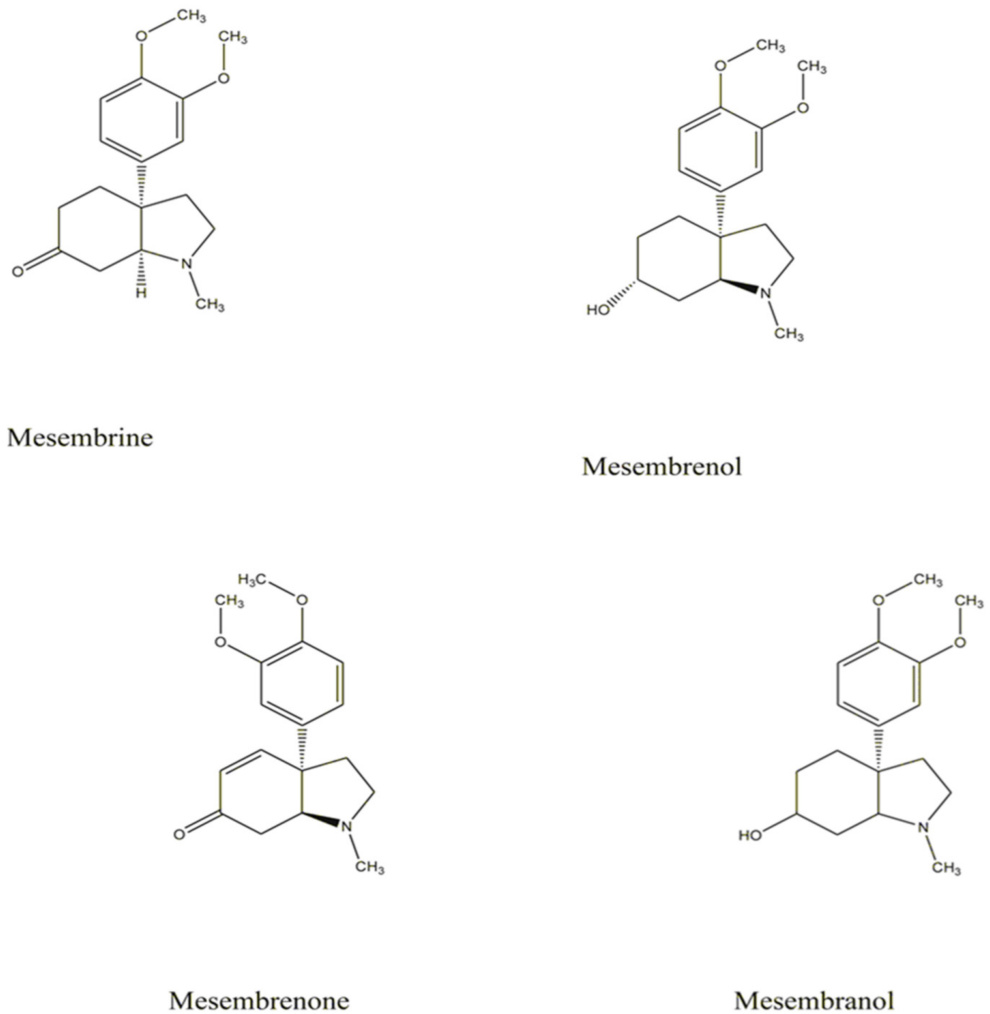 CH₃
O
CH₃
O
O
N
H
CH₃
Mesembrine
CH₃
O
CH₃
O
HO
N
CH₃
Mesembrenol
H₃C
CH₃
O
O
O
N
CH₃
Mesembrenone
CH₃
O
CH₃
O
HO
N
CH₃
Mesembranol